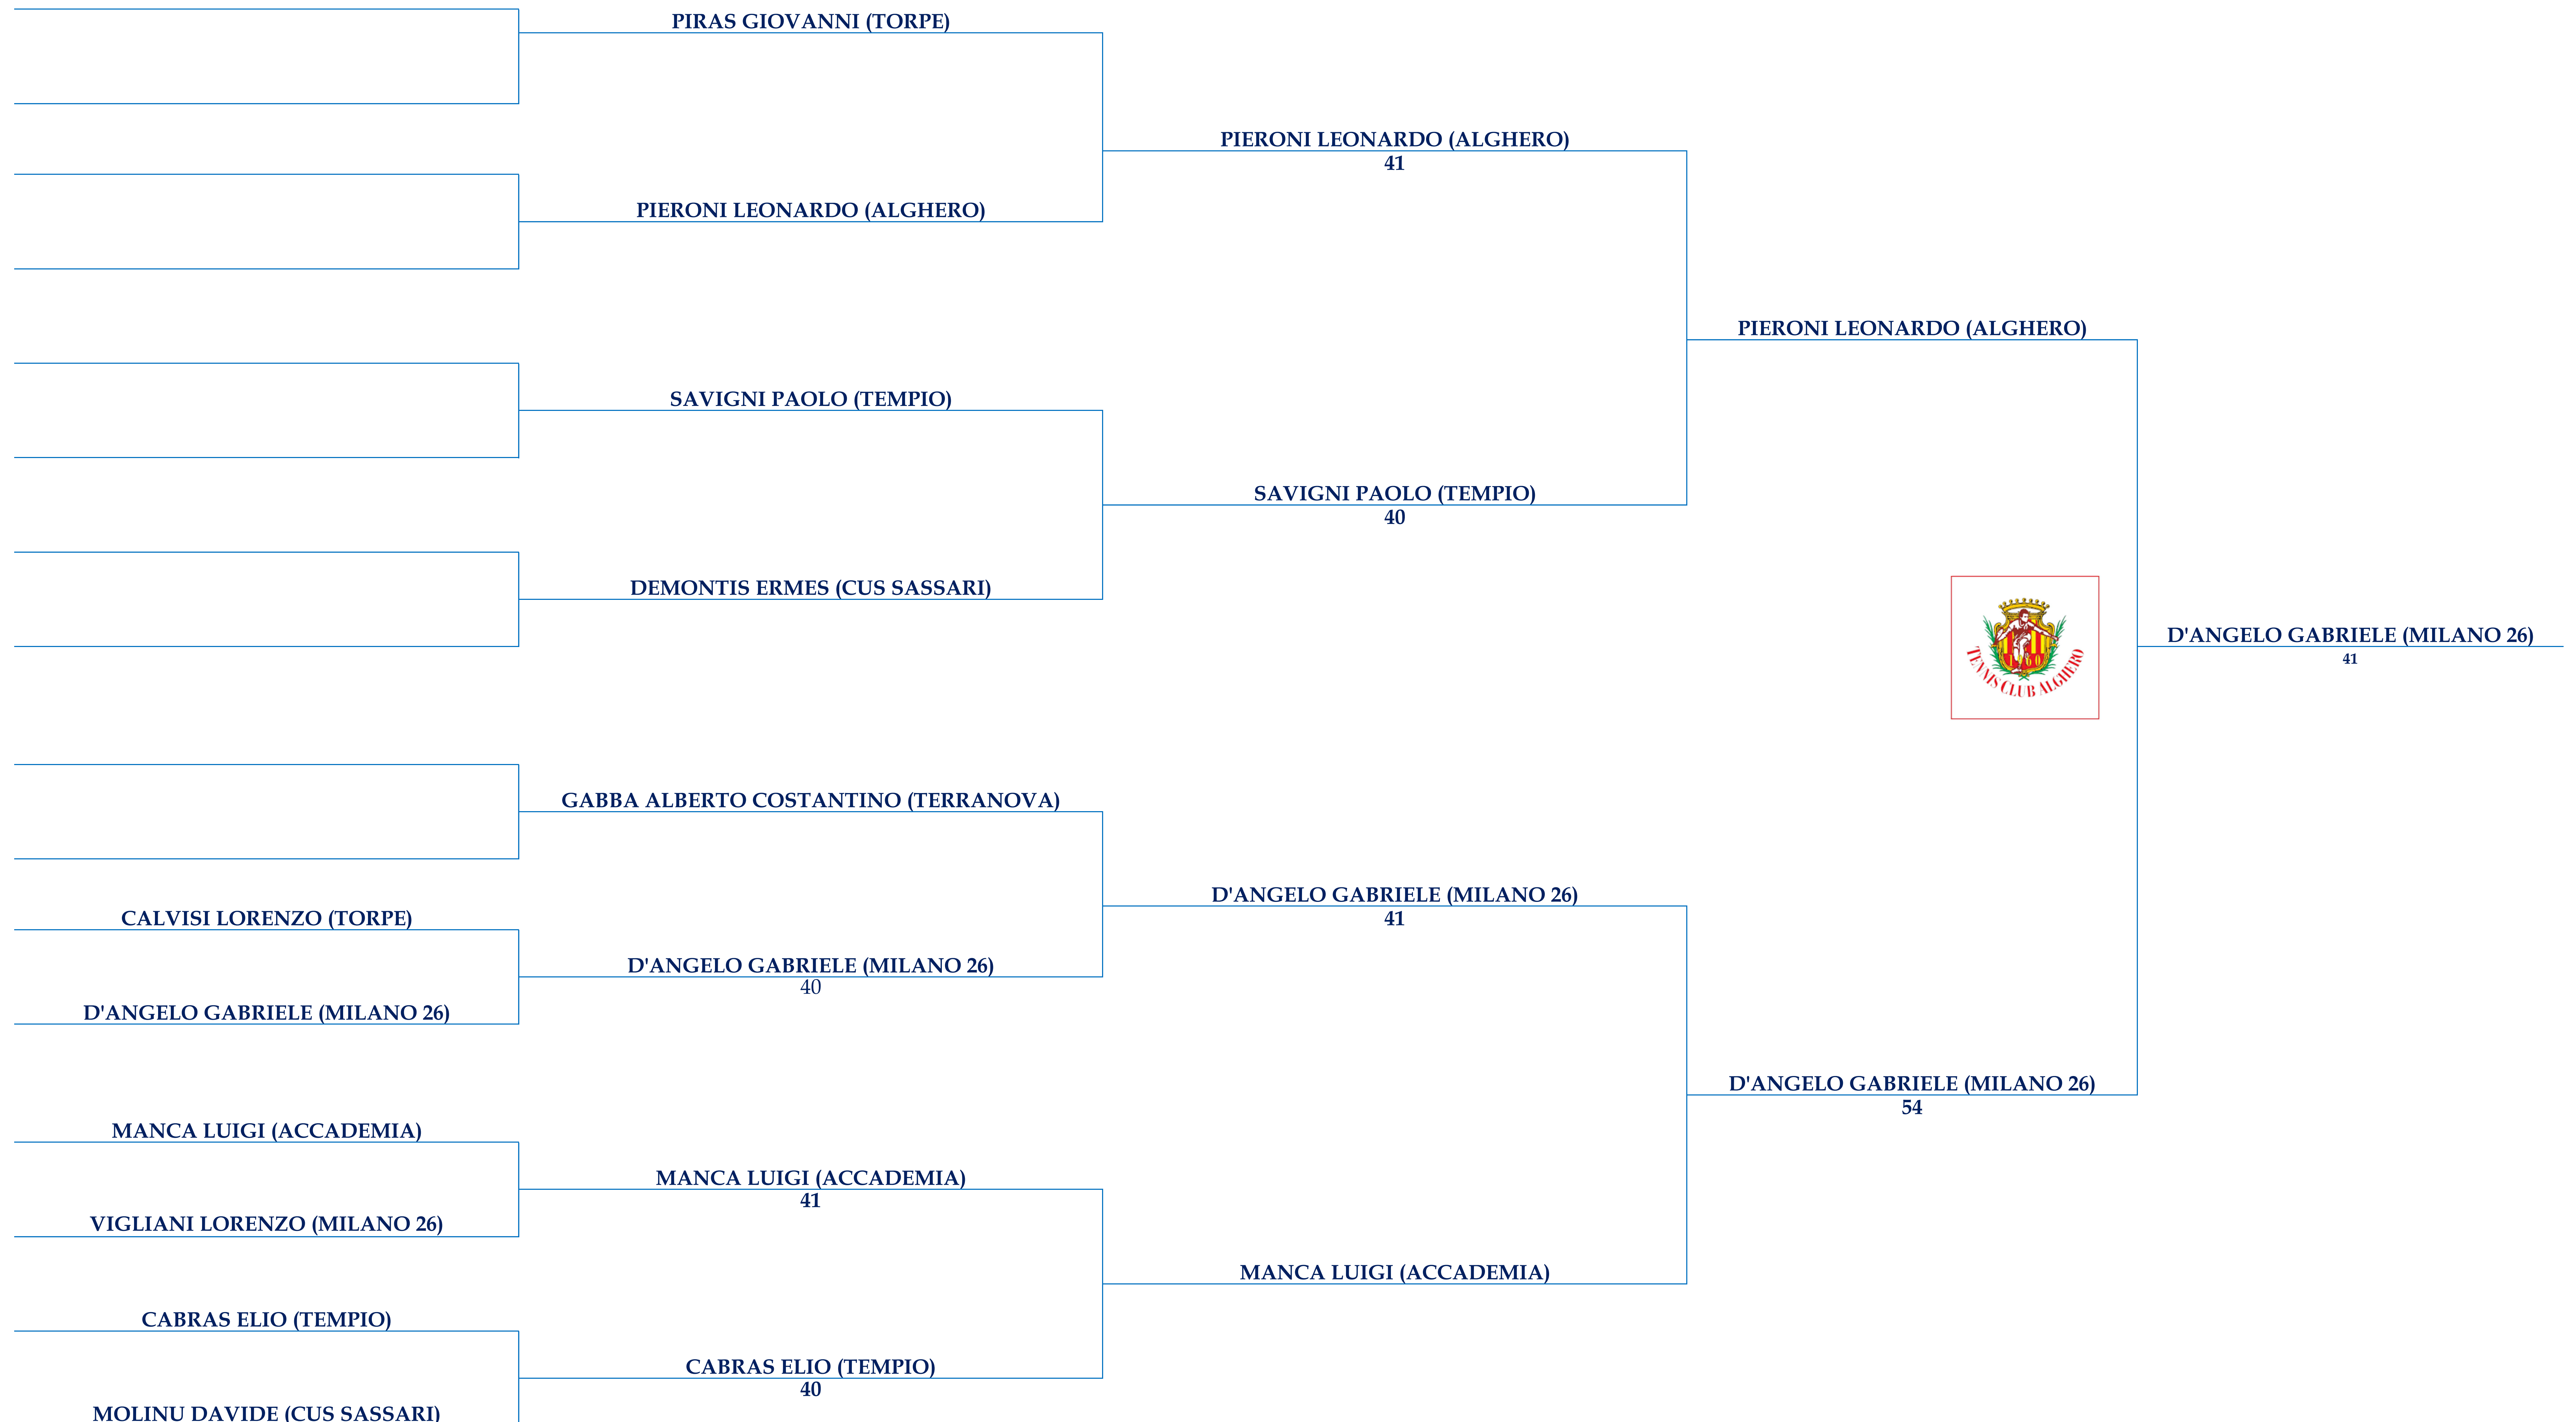 PIRAS GIOVANNI (TORPE)
PIERONI LEONARDO (ALGHERO)
41
PIERONI LEONARDO (ALGHERO)
PIERONI LEONARDO (ALGHERO)
SAVIGNI PAOLO (TEMPIO)
SAVIGNI PAOLO (TEMPIO)
40
DEMONTIS ERMES (CUS SASSARI)
TENNIS CLUB ALGHERO
D'ANGELO GABRIELE (MILANO 26)
41
GABBA ALBERTO COSTANTINO (TERRANOVA)
D'ANGELO GABRIELE (MILANO 26)
41
CALVISI LORENZO (TORPE)
D'ANGELO GABRIELE (MILANO 26)
40
D'ANGELO GABRIELE (MILANO 26)
D'ANGELO GABRIELE (MILANO 26)
54
MANCA LUIGI (ACCADEMIA)
MANCA LUIGI (ACCADEMIA)
41
VIGLIANI LORENZO (MILANO 26)
MANCA LUIGI (ACCADEMIA)
CABRAS ELIO (TEMPIO)
CABRAS ELIO (TEMPIO)
40
MOLINU DAVIDE (CUS SASSARI)